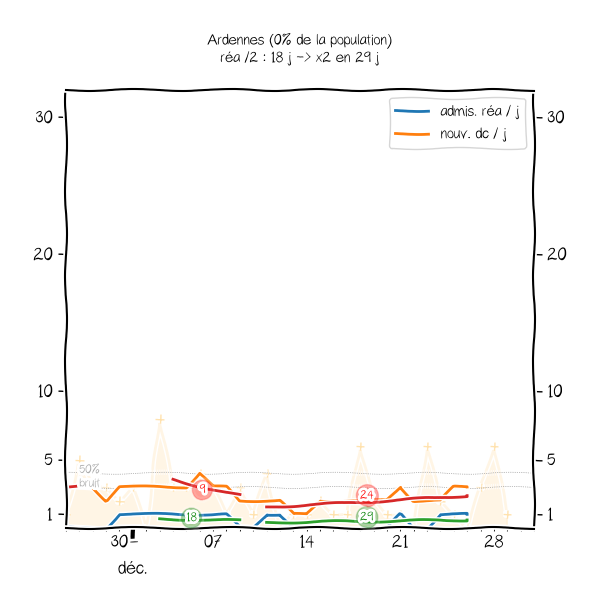 Ardennes (0% de la population)
réa /2 : 18 j -> x2 en 29 j
admis. réa / j
nouv. dc / j
30 30
20 20
10 10
5 5
50%
bruit
9 24
18 29
1 1
30 07 14 21 28
déc.